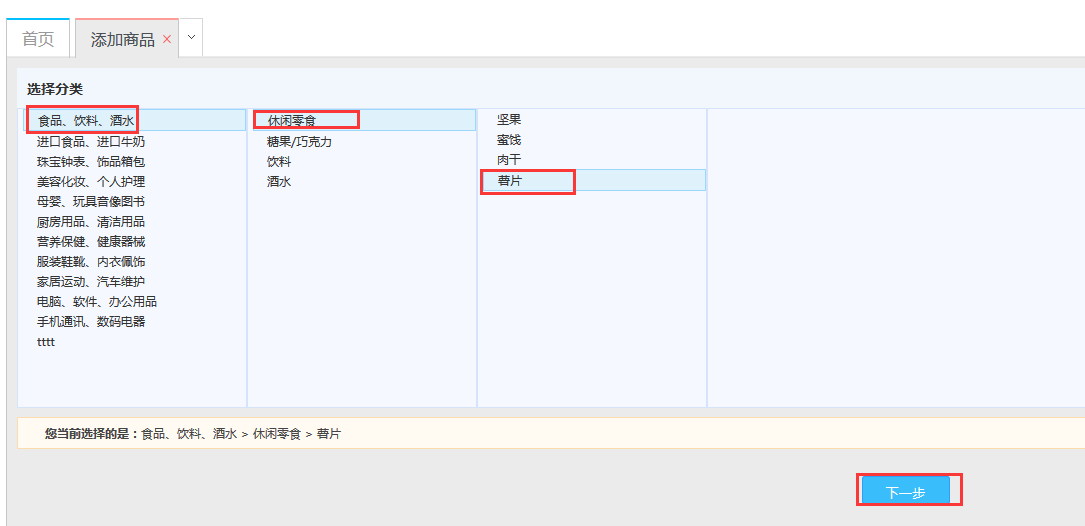 首页
添加商品
选择分类
食品、饮料、酒水
进口食品、进口牛奶
珠宝钟表、饰品箱包
美容化妆、个人护理
母婴、玩具音像图书
厨房用品、清洁用品
营养保健、健康器械
服装鞋靴、内衣佩饰
家居运动、汽车维护
电脑、软件、办公用品
手机通讯、数码电器
tttt
休闲零食
糖果/巧克力
饮料
酒水
坚果
蜜饯
肉干
薯片
您当前选择的是：食品、饮料、酒水 > 休闲零食 > 薯片
下一步